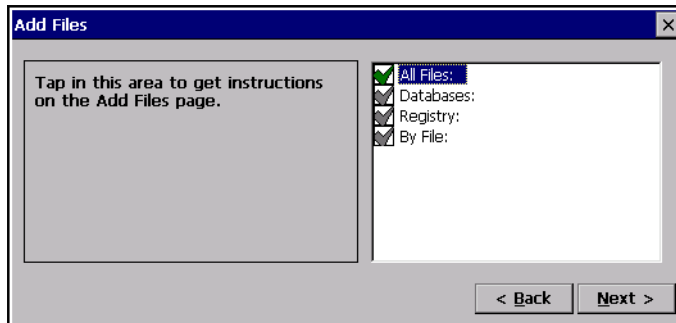 Add Files
Tap in this area to get instructions
on the Add Files page.
All Files:
Databases:
Registry:
By File:
< Back
Next >